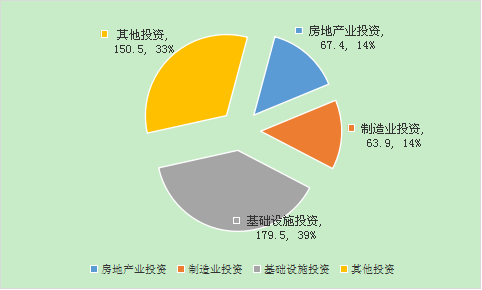 其他投资,
150.5, 33%
房地产业投资,
67.4, 14%
制造业投资,
63.9, 14%
基础设施投资,
179.5, 39%
房地产业投资 制造业投资 基础设施投资 其他投资